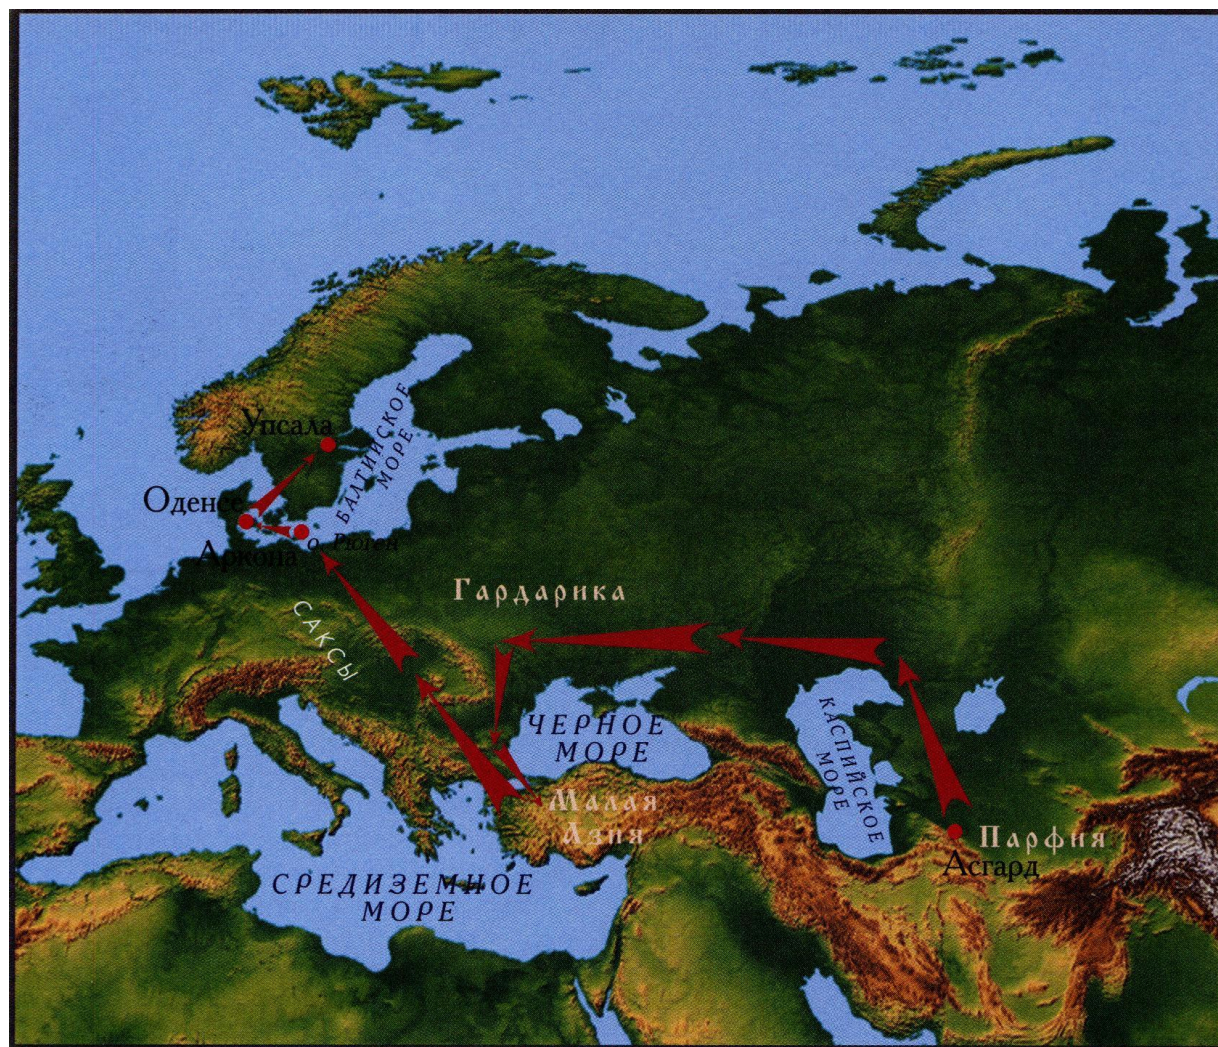 Упсала
БАЛТИЙСКОЕ
МОРЕ
Оденсе
Аркона
о. Рюген
Гардарика
САКСЫ
ЧЕРНОЕ
МОРЕ
КАСПИЙСКОЕ
МОРЕ
Малая
Азия
Парфия
Асгард
СРЕДИЗЕМНОЕ
МОРЕ